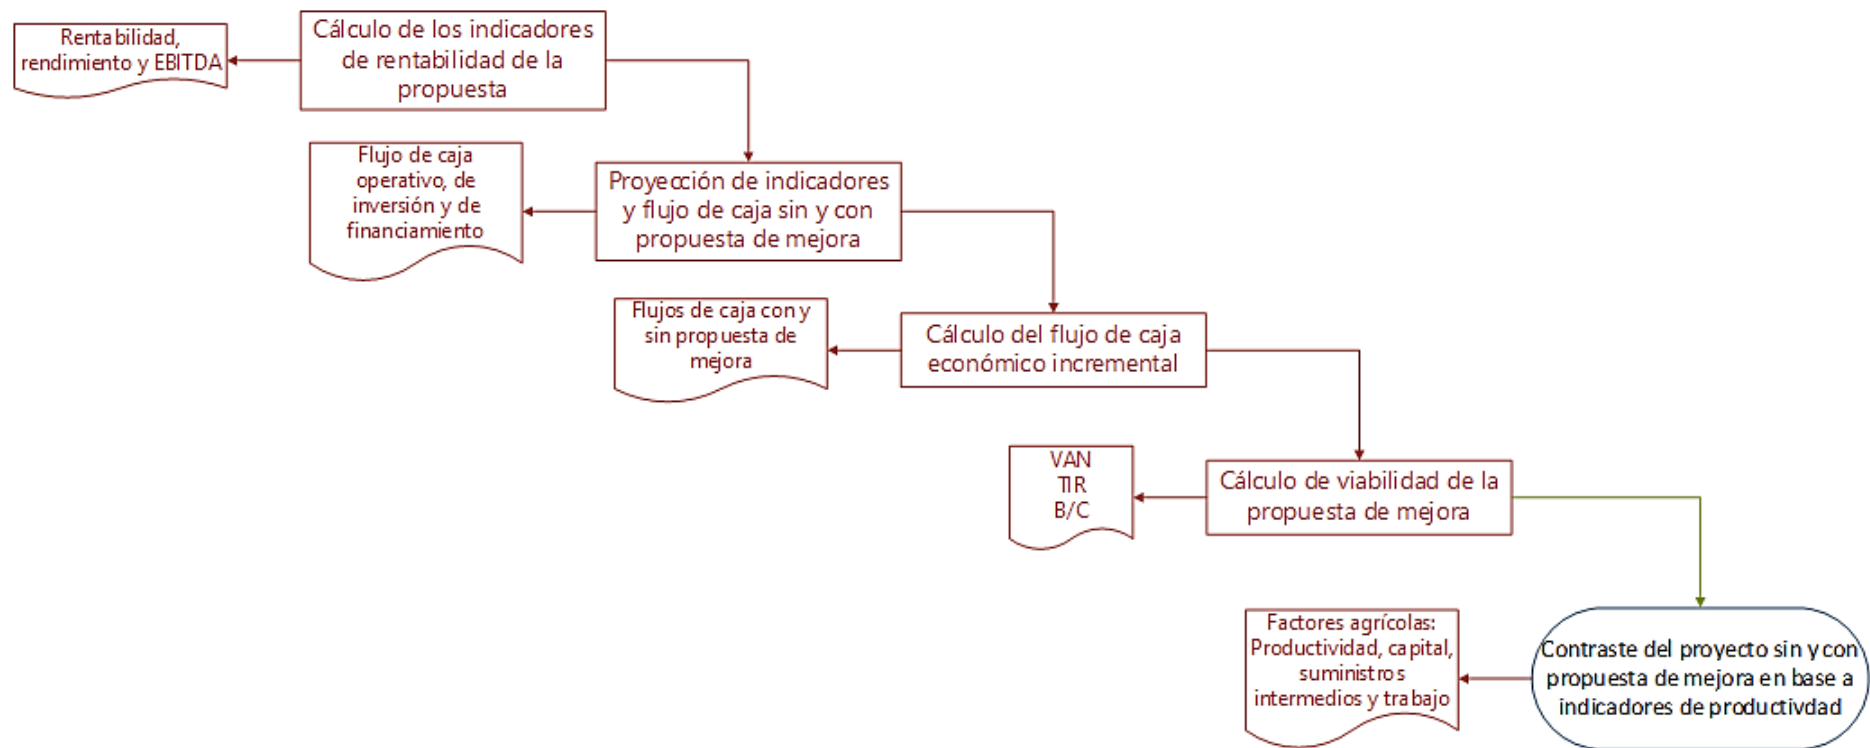 Rentabilidad,
rendimiento y EBITDA
Cálculo de los indicadores
de rentabilidad de la
propuesta
Flujo de caja
operativo, de
inversión y de
financiamiento
Proyección de indicadores
y flujo de caja sin y con
propuesta de mejora
Flujos de caja con y
sin propuesta de
mejora
Cálculo del flujo de caja
económico incremental
VAN
TIR
B/C
Cálculo de viabilidad de la
propuesta de mejora
Factores agrícolas:
Productividad, capital,
suministros
intermedios y trabajo
Contraste del proyecto sin y con
propuesta de mejora en base a
indicadores de productivdad